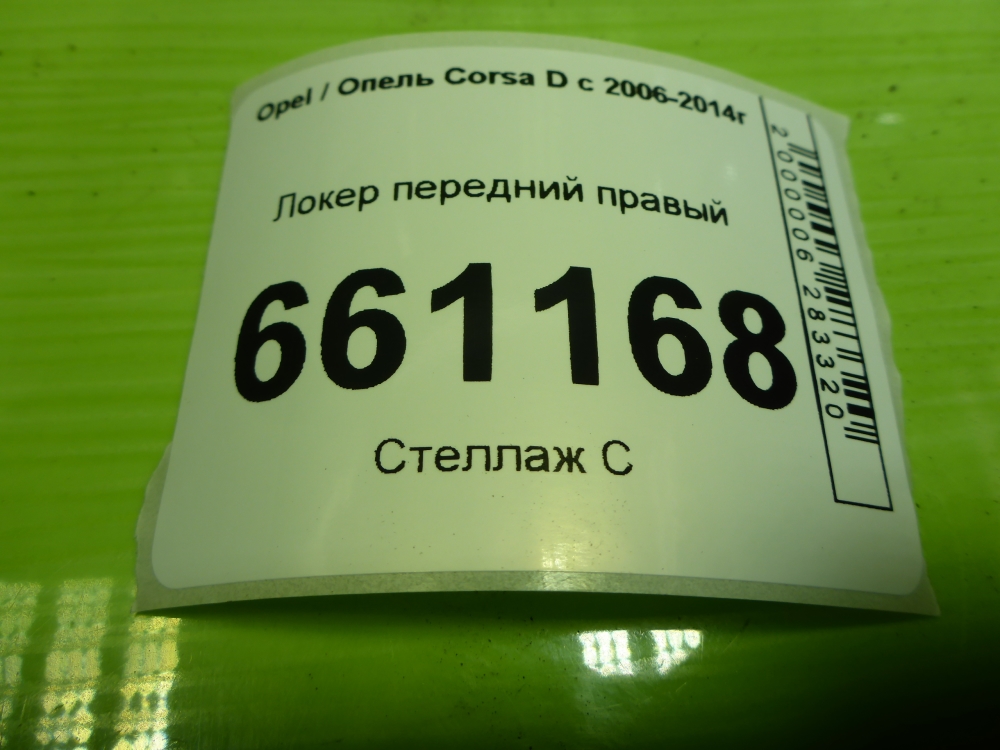 Opel / Опель Corsa D с 2006-2014г
Локер передний правый
661168
Стеллаж С
2000006283320